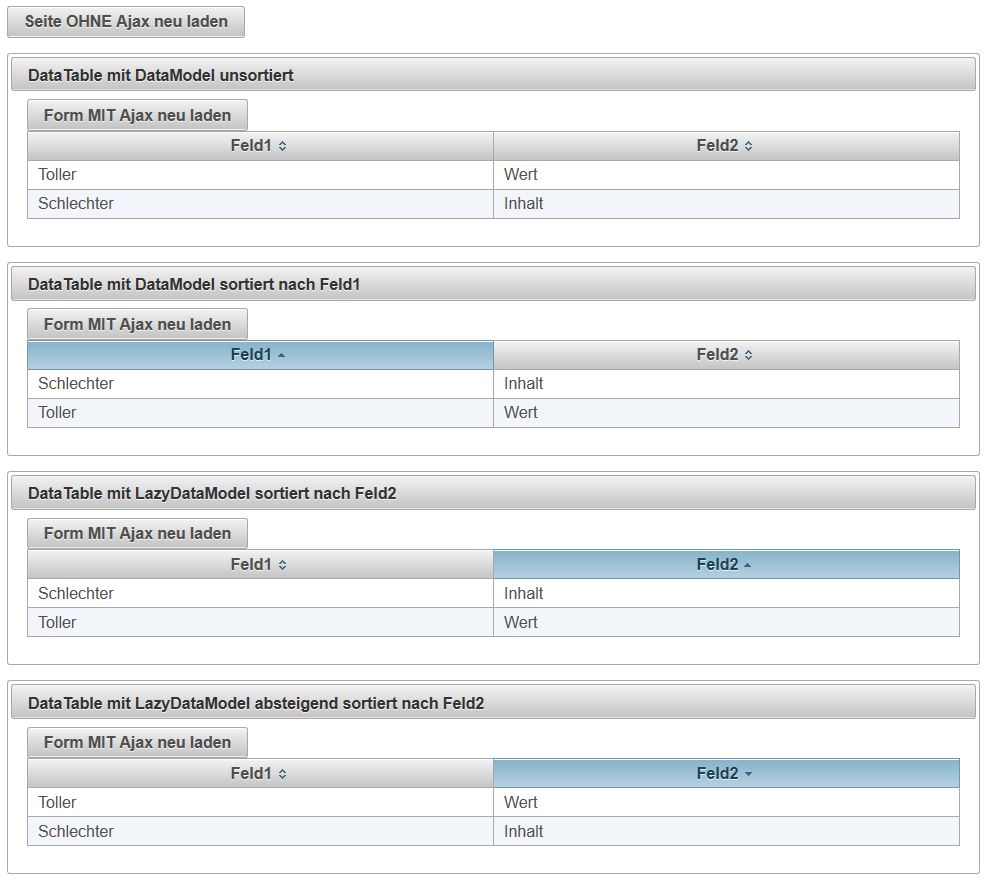 Seite OHNE Ajax neu laden
DataTable mit DataModel unsortiert
Form MIT Ajax neu laden
Feld1 Feld2
Toller Wert
Schlechter Inhalt
DataTable mit DataModel sortiert nach Feld1
Form MIT Ajax neu laden
Feld1 Feld2
Schlechter Inhalt
Toller Wert
DataTable mit LazyDataModel sortiert nach Feld2
Form MIT Ajax neu laden
Feld1 Feld2
Schlechter Inhalt
Toller Wert
DataTable mit LazyDataModel absteigend sortiert nach Feld2
Form MIT Ajax neu laden
Feld1 Feld2
Toller Wert
Schlechter Inhalt